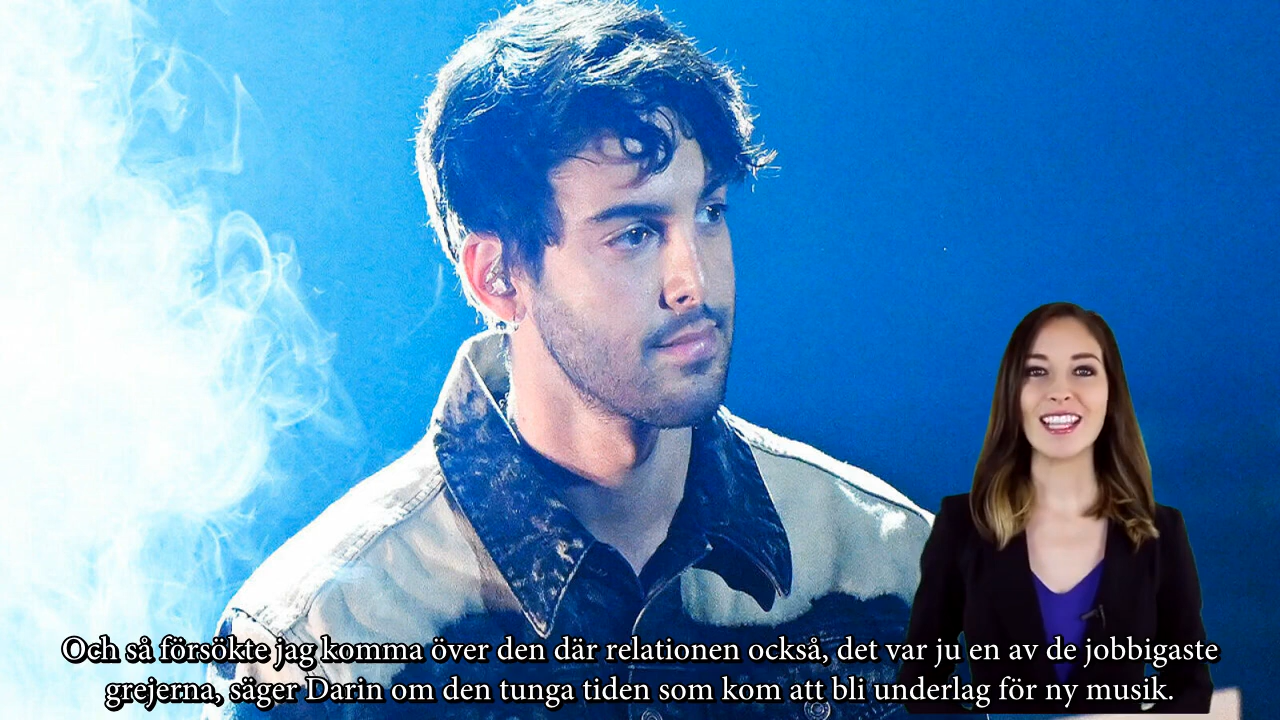 Och så försökte jag komma över den där relationen också, det var ju en av de jobbigaste
grejerna, säger Darin om den tunga tiden som kom att bli underlag för ny musik.